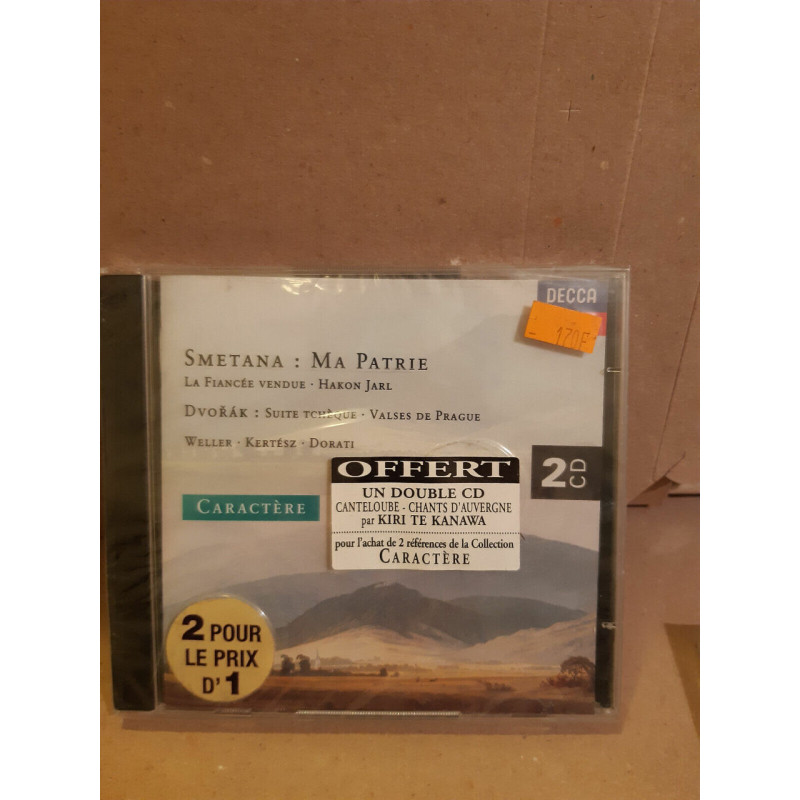 DECCA
170F
SMETANA : MA PATRIE
LA FIANCÉE VENDUE · HAKON JARL
DVOŘÁK : SUITE TCHÈQUE · VALSES DE PRAGUE
WELLER · KERTÉSZ · DORATI
2 CD
CARACTÈRE
OFFERT
UN DOUBLE CD
CANTELOUBE - CHANTS D'AUVERGNE
par KIRI TE KANAWA
pour l'achat de 2 références de la Collection
CARACTÈRE
2 POUR
LE PRIX
D'1